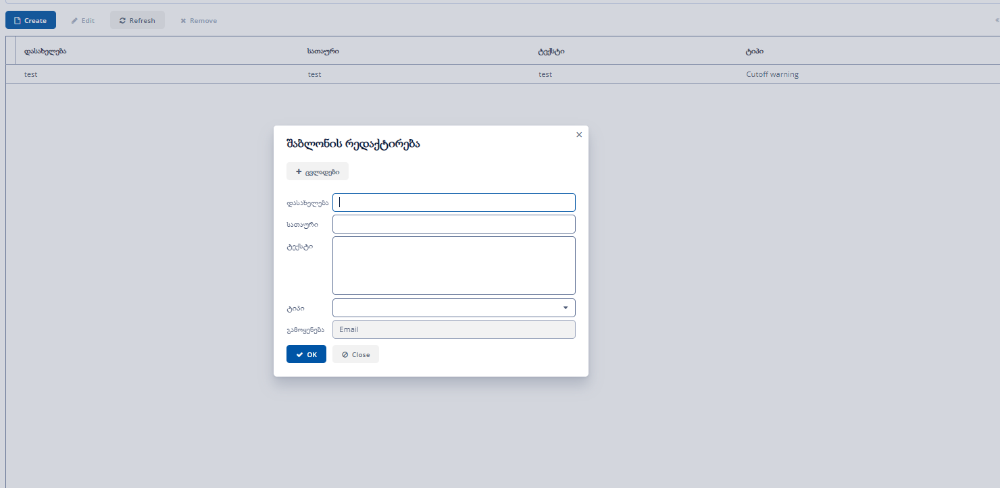 Create Edit Refresh Remove «
დასახელება სათაური ტექსტი ტიპი
test test test Cutoff warning
შაბლონის რედაქტირება
ცვლადები
დასახელება
სათაური
ტექსტი
ტიპი
გამოყენება Email
OK Close